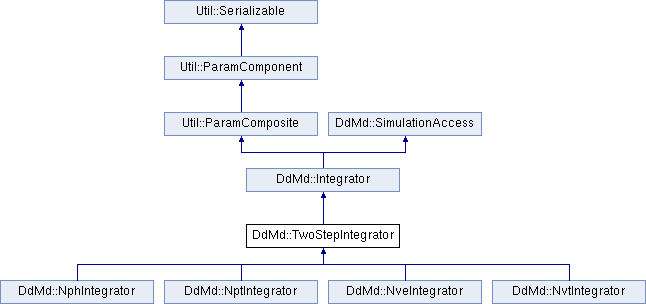 Util::Serializable
Util::ParamComponent
Util::ParamComposite
DdMd::SimulationAccess
DdMd::Integrator
DdMd::TwoStepIntegrator
DdMd::NphIntegrator
DdMd::NptIntegrator
DdMd::NveIntegrator
DdMd::NvtIntegrator